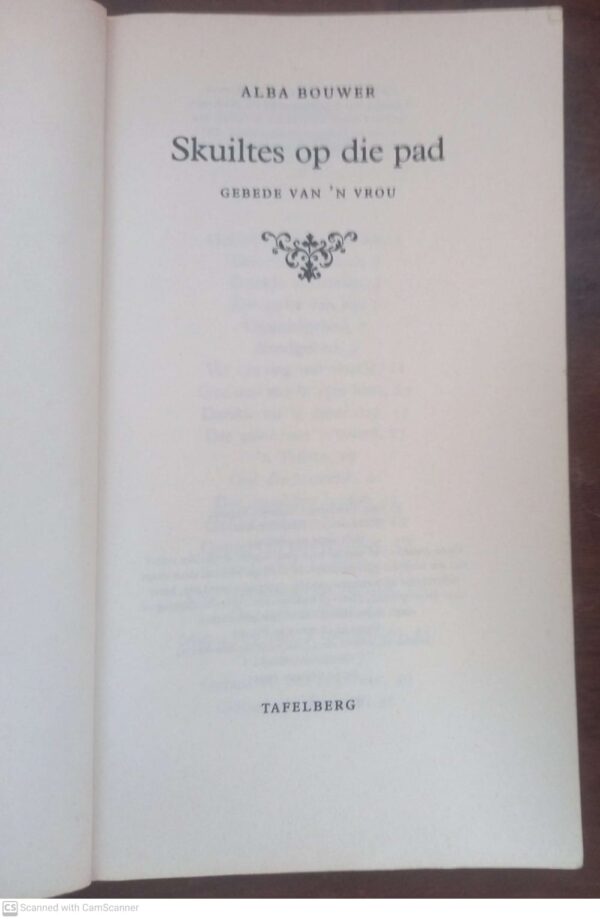 ALBA BOUWER
Skuiltes op die pad
GEBEDE VAN 'N VROU
TAFELBERG
CS Scanned with CamScanner